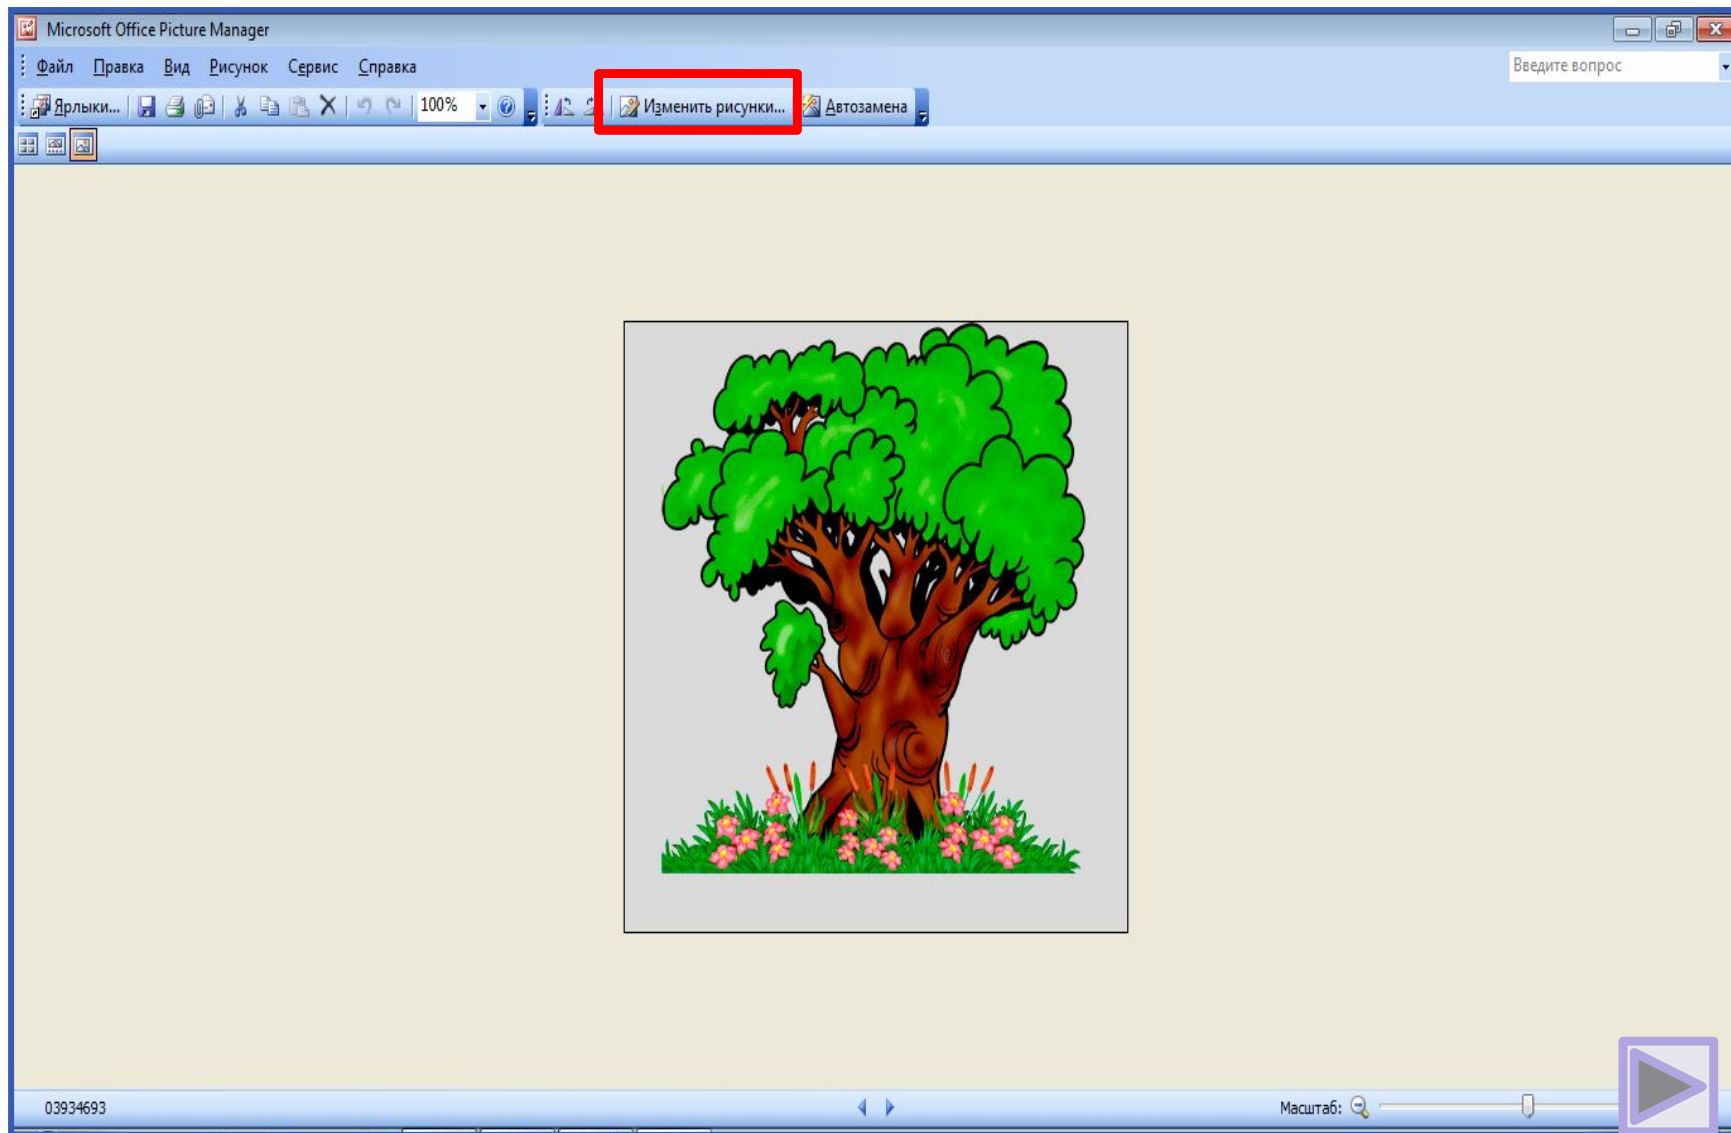 Microsoft Office Picture Manager
Файл Правка Вид Рисунок Сервис Справка Введите вопрос
Ярлыки... 100% Изменить рисунки... Автозамена
03934693 Масштаб: